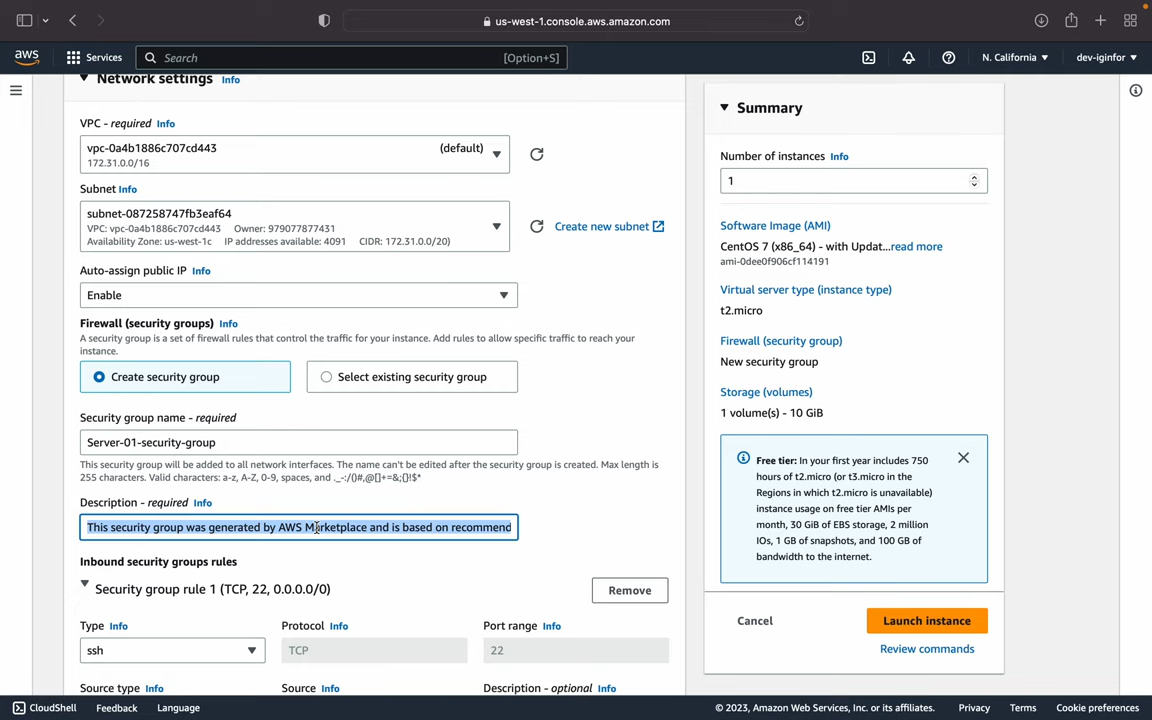 us-west-1.console.aws.amazon.com
aws
Services
Search
[Option+S]
N. California
dev-iginfor
Network settings Info
VPC - required Info
vpc-0a4b1886c707cd443 (default)
172.31.0.0/16
Subnet Info
subnet-087258747fb3eaf64
VPC: vpc-0a4b1886c707cd443 Owner: 979077877431
Availability Zone: us-west-1c IP addresses available: 4091 CIDR: 172.31.0.0/20)
Create new subnet
Auto-assign public IP Info
Enable
Firewall (security groups) Info
A security group is a set of firewall rules that control the traffic for your instance. Add rules to allow specific traffic to reach your
instance.
Create security group
Select existing security group
Security group name - required
Server-01-security-group
This security group will be added to all network interfaces. The name can't be edited after the security group is created. Max length is
255 characters. Valid characters: a-z, A-Z, 0-9, spaces, and ._-:/()#,@[]+=&;{}!$*
Description - required Info
This security group was generated by AWS Marketplace and is based on recommend
Inbound security groups rules
Security group rule 1 (TCP, 22, 0.0.0.0/0)
Remove
Type Info
Protocol Info
Port range Info
ssh
TCP
22
Source type Info
Source Info
Description - optional Info
Summary
Number of instances Info
1
Software Image (AMI)
CentOS 7 (x86_64) - with Updat...read more
ami-0dee0f906cf114191
Virtual server type (instance type)
t2.micro
Firewall (security group)
New security group
Storage (volumes)
1 volume(s) - 10 GiB
Free tier: In your first year includes 750
hours of t2.micro (or t3.micro in the
Regions in which t2.micro is unavailable)
instance usage on free tier AMIs per
month, 30 GiB of EBS storage, 2 million
IOs, 1 GB of snapshots, and 100 GB of
bandwidth to the internet.
Cancel
Launch instance
Review commands
CloudShell
Feedback
Language
© 2023, Amazon Web Services, Inc. or its affiliates.
Privacy
Terms
Cookie preferences